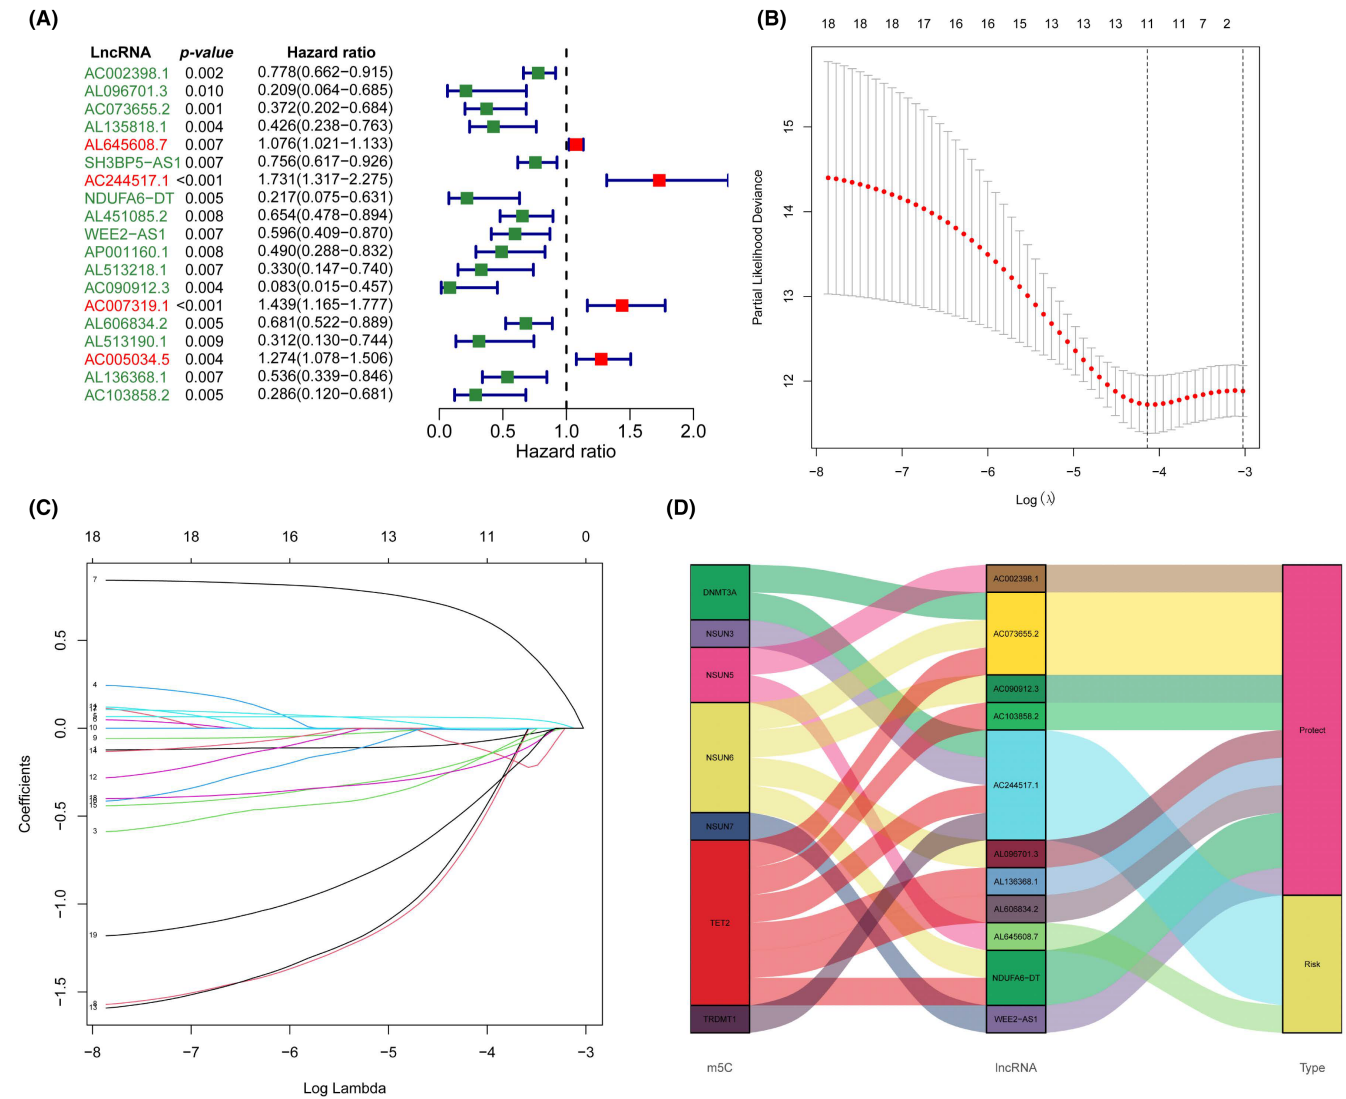 (A)
LncRNA p-value Hazard ratio
AC002398.1 0.002 0.778(0.662−0.915)
AL096701.3 0.010 0.209(0.064−0.685)
AC073655.2 0.001 0.372(0.202−0.684)
AL135818.1 0.004 0.426(0.238−0.763)
AL645608.7 0.007 1.076(1.021−1.133)
SH3BP5−AS1 0.007 0.756(0.617−0.926)
AC244517.1 <0.001 1.731(1.317−2.275)
NDUFA6−DT 0.005 0.217(0.075−0.631)
AL451085.2 0.008 0.654(0.478−0.894)
WEE2−AS1 0.007 0.596(0.409−0.870)
AP001160.1 0.008 0.490(0.288−0.832)
AL513218.1 0.007 0.330(0.147−0.740)
AC090912.3 0.004 0.083(0.015−0.457)
AC007319.1 <0.001 1.439(1.165−1.777)
AL606834.2 0.005 0.681(0.522−0.889)
AL513190.1 0.009 0.312(0.130−0.744)
AC005034.5 0.004 1.274(1.078−1.506)
AL136368.1 0.007 0.536(0.339−0.846)
AC103858.2 0.005 0.286(0.120−0.681)
0.0 0.5 1.0 1.5 2.0
Hazard ratio
(B)
18 18 18 17 16 16 15 13 13 13 11 11 7 2
Partial Likelihood Deviance
15
14
13
12
−8 −7 −6 −5 −4 −3
Log (λ)
(C)
18 18 16 13 11 0
Coefficients
0.5
0.0
−0.5
−1.0
−1.5
7
4
10
9
14
12
15
3
19
13
−8 −7 −6 −5 −4 −3
Log Lambda
(D)
DNMT3A
NSUN3
NSUN5
NSUN6
NSUN7
TET2
TRDMT1
AC002398.1
AC073655.2
AC090912.3
AC103858.2
AC244517.1
AL096701.3
AL136368.1
AL606834.2
AL645608.7
NDUFA6−DT
WEE2−AS1
Protect
Risk
m5C lncRNA Type